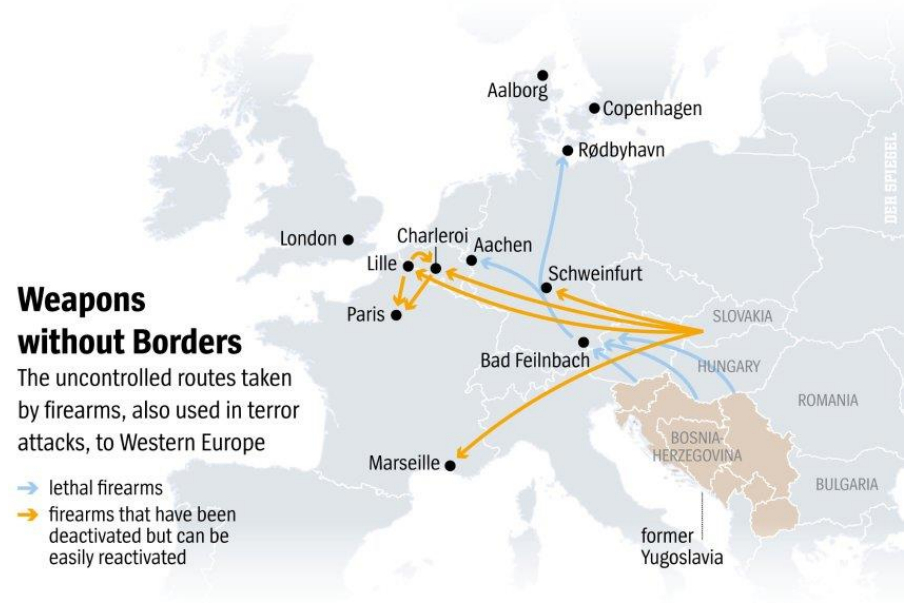 Aalborg
Copenhagen
Rødbyhavn
DER SPIEGEL
London
Charleroi
Aachen
Lille
Schweinfurt
Weapons
without Borders
Paris
SLOVAKIA
Bad Feilnbach
HUNGARY
The uncontrolled routes taken
by firearms, also used in terror
attacks, to Western Europe
ROMANIA
BOSNIA-
HERZEGOVINA
Marseille
BULGARIA
lethal firearms
firearms that have been
deactivated but can be
easily reactivated
former
Yugoslavia